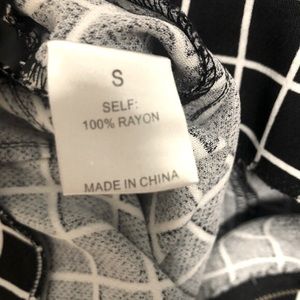 S
SELF:
100% RAYON
MADE IN CHINA